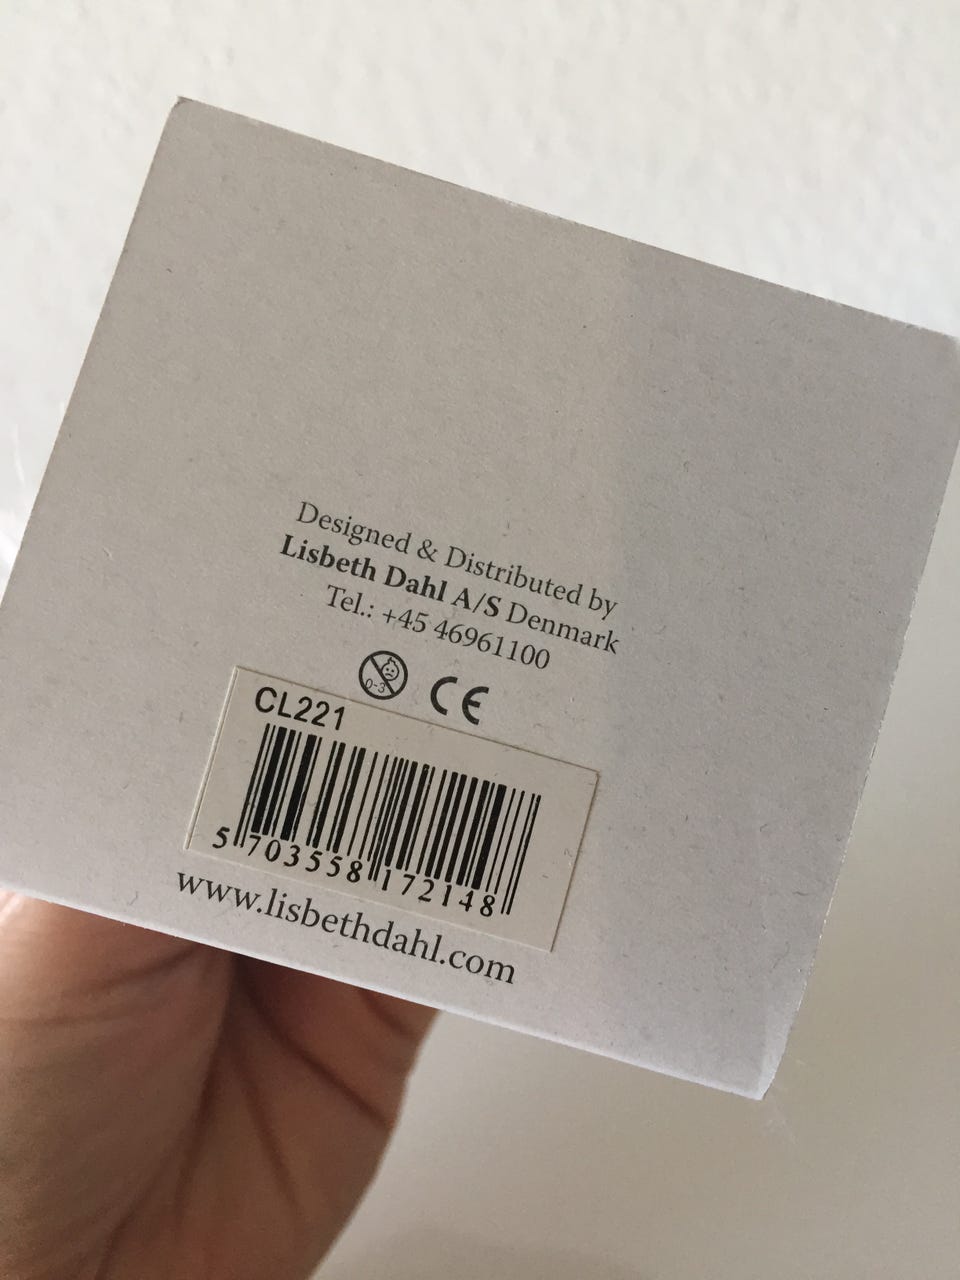 Designed & Distributed by
Lisbeth Dahl A/S Denmark
Tel.: +45 46961100
0-3
CE
CL221
5 703558 172148
www.lisbethdahl.com